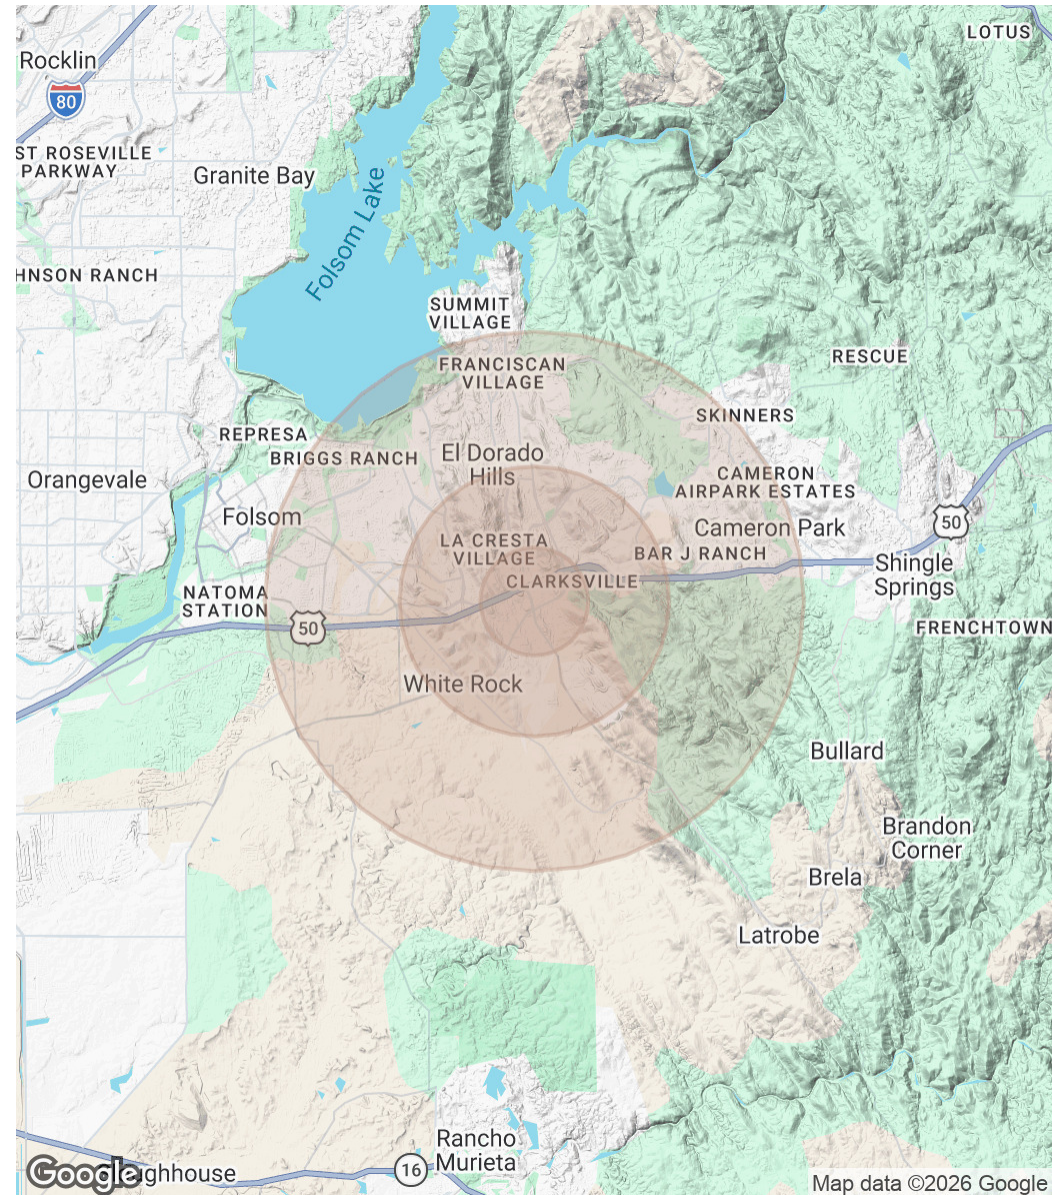 LOTUS
Rocklin
80
ST ROSEVILLE
PARKWAY
Granite Bay
Folsom Lake
HNSON RANCH
SUMMIT
VILLAGE
FRANCISCAN
VILLAGE
RESCUE
SKINNERS
REPRESA
BRIGGS RANCH
El Dorado
Hills
Orangevale
CAMERON
AIRPARK ESTATES
Folsom
Cameron Park
50
LA CRESTA
VILLAGE
BAR J RANCH
CLARKSVILLE
Shingle
Springs
NATOMA
STATION
50
FRENCHTOWN
White Rock
Bullard
Brandon
Corner
Brela
Latrobe
Rancho
Murieta
16
Google
ughhouse
Map data ©2026 Google